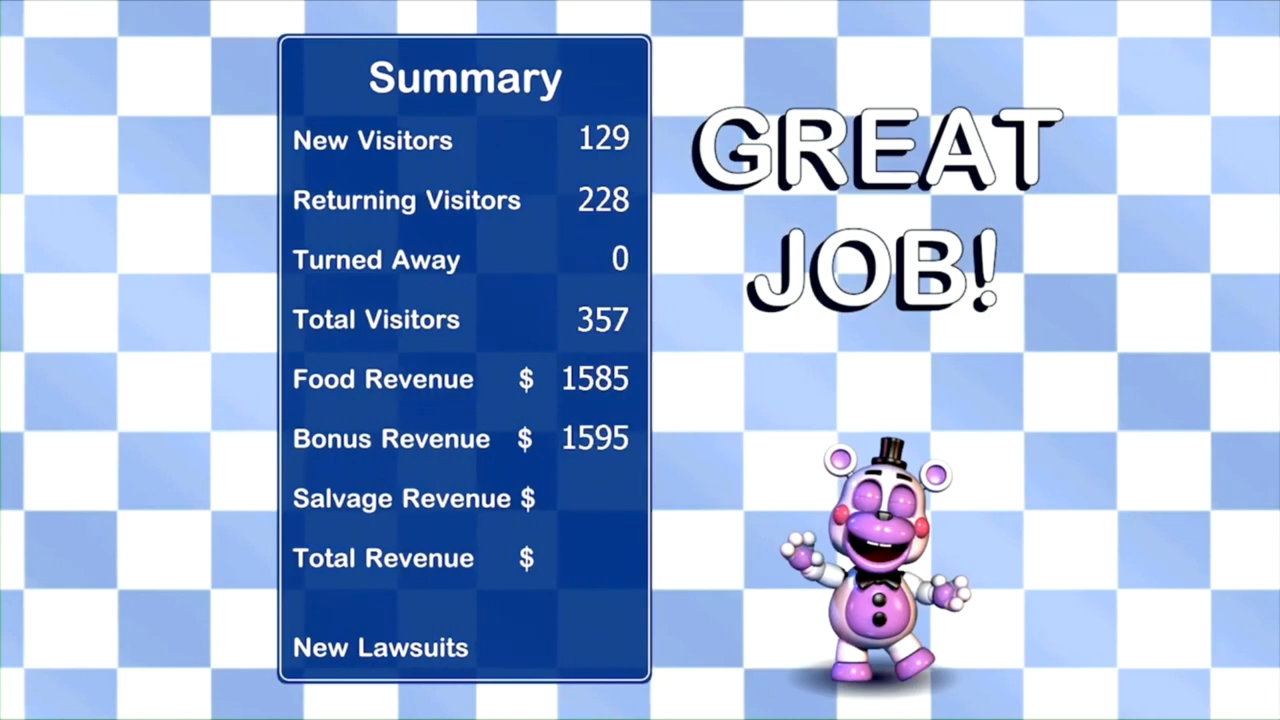 Summary
New Visitors 129
Returning Visitors 228
Turned Away 0
Total Visitors 357
Food Revenue $ 1585
Bonus Revenue $ 1595
Salvage Revenue $
Total Revenue $
New Lawsuits
GREAT
JOB!